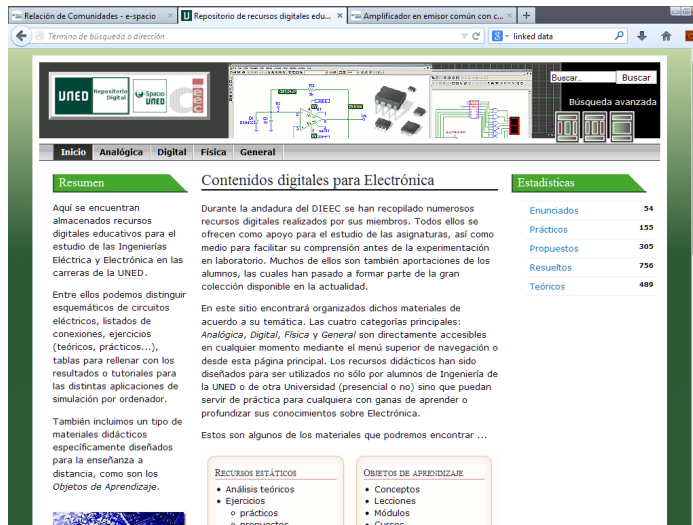 Relación de Comunidades - e-spacio
Repositorio de recursos digitales edu...
Amplificador en emisor común con c...
Término de búsqueda o dirección
linked data
UNED
Repositorio
Digital
e-Spacio
UNED
Buscar..
Buscar
Búsqueda avanzada
Inicio Analógica Digital Física General
Resumen
Aquí se encuentran
almacenados recursos
digitales educativos para el
estudio de las Ingenierías
Eléctrica y Electrónica en las
carreras de la UNED.
Entre ellos podemos distinguir
esquemáticos de circuitos
eléctricos, listados de
conexiones, ejercicios
(teóricos, prácticos...),
tablas para rellenar con los
resultados o tutoriales para
las distintas aplicaciones de
simulación por ordenador.
También incluimos un tipo de
materiales didácticos
específicamente diseñados
para la enseñanza a
distancia, como son los
Objetos de Aprendizaje.
Contenidos digitales para Electrónica
Durante la andadura del DIEEC se han recopilado numerosos
recursos digitales realizados por sus miembros. Todos ellos se
ofrecen como apoyo para el estudio de las asignaturas, así como
medio para facilitar su comprensión antes de la experimentación
en laboratorio. Muchos de ellos son también aportaciones de los
alumnos, las cuales han pasado a formar parte de la gran
colección disponible en la actualidad.
En este sitio encontrará organizados dichos materiales de
acuerdo a su temática. Las cuatro categorías principales:
Analógica, Digital, Física y General son directamente accesibles
en cualquier momento mediante el menú superior de navegación o
desde esta página principal. Los recursos didácticos han sido
diseñados para ser utilizados no sólo por alumnos de Ingeniería de
la UNED o de otra Universidad (presencial o no) sino que puedan
servir de práctica para cualquiera con ganas de aprender o
profundizar sus conocimientos sobre Electrónica.
Estos son algunos de los materiales que podremos encontrar ...
Recursos estáticos
Análisis teóricos
Ejercicios
prácticos
propuestos
Objetos de aprendizaje
Conceptos
Lecciones
Módulos
Cursos
Estadísticas
Enunciados 54
Prácticos 155
Propuestos 305
Resueltos 756
Teóricos 489